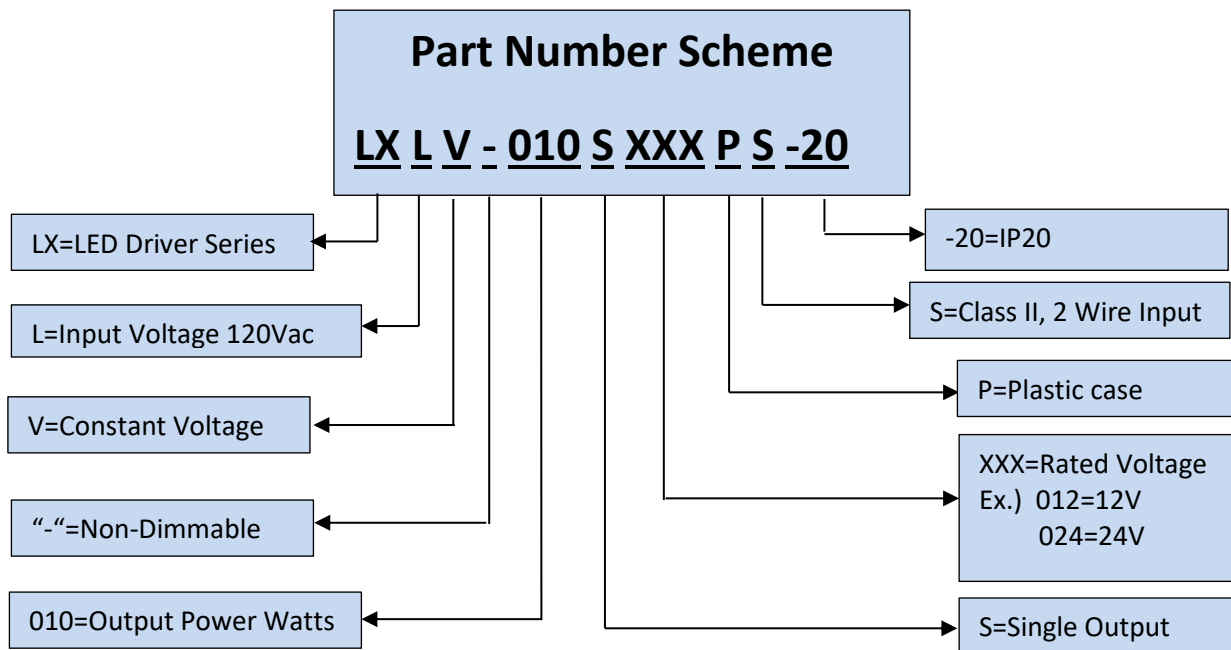 Part Number Scheme
LX L V - 010 S XXX P S -20
LX=LED Driver Series
L=Input Voltage 120Vac
V=Constant Voltage
“-“=Non-Dimmable
010=Output Power Watts
-20=IP20
S=Class II, 2 Wire Input
P=Plastic case
XXX=Rated Voltage
Ex.) 012=12V
024=24V
S=Single Output